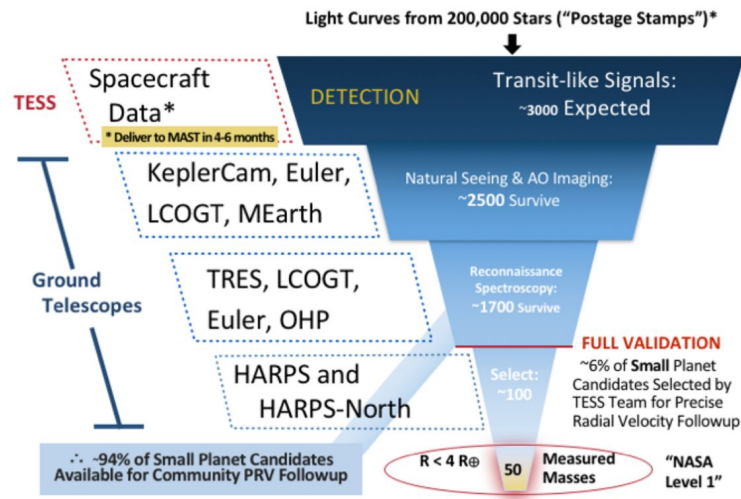 Light Curves from 200,000 Stars ("Postage Stamps")*
TESS
Spacecraft
Data*
* Deliver to MAST in 4-6 months
DETECTION
Transit-like Signals:
~3000 Expected
KeplerCam, Euler,
LCOGT, MEarth
Natural Seeing & AO Imaging:
~2500 Survive
Ground
Telescopes
TRES, LCOGT,
Euler, OHP
Reconnaissance
Spectroscopy:
~1700 Survive
FULL VALIDATION
~6% of Small Planet
Candidates Selected by
TESS Team for Precise
Radial Velocity Followup
HARPS and
HARPS-North
Select:
~100
∴ ~94% of Small Planet Candidates
Available for Community PRV Followup
R < 4 R⊕
50
Measured
Masses
"NASA
Level 1"